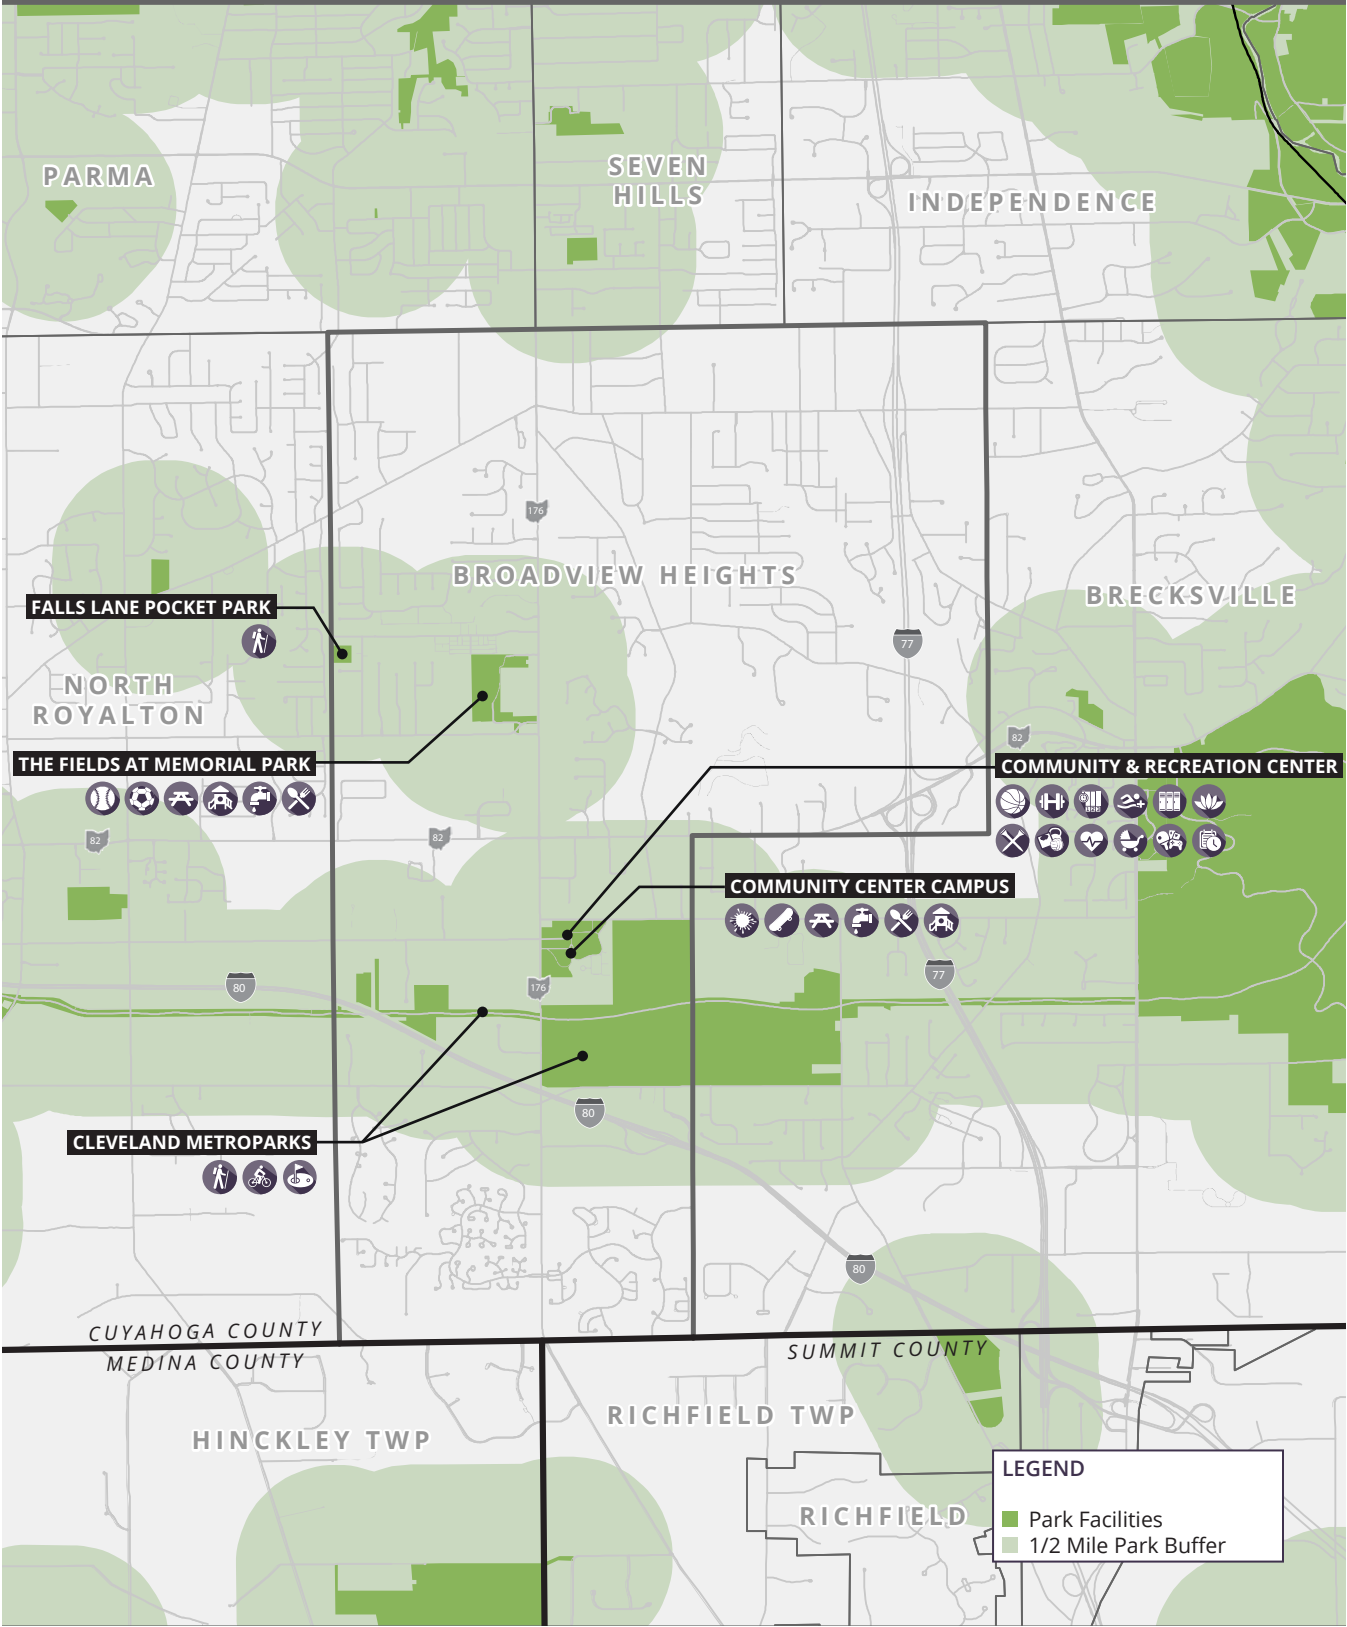 PARMA
SEVEN
HILLS
INDEPENDENCE
176
BROADVIEW HEIGHTS
BRECKSVILLE
FALLS LANE POCKET PARK
77
NORTH
ROYALTON
82
THE FIELDS AT MEMORIAL PARK
COMMUNITY & RECREATION CENTER
82
82
COMMUNITY CENTER CAMPUS
80
176
77
80
CLEVELAND METROPARKS
80
CUYAHOGA COUNTY
MEDINA COUNTY
SUMMIT COUNTY
RICHFIELD TWP
HINCKLEY TWP
RICHFIELD
LEGEND
Park Facilities
1/2 Mile Park Buffer